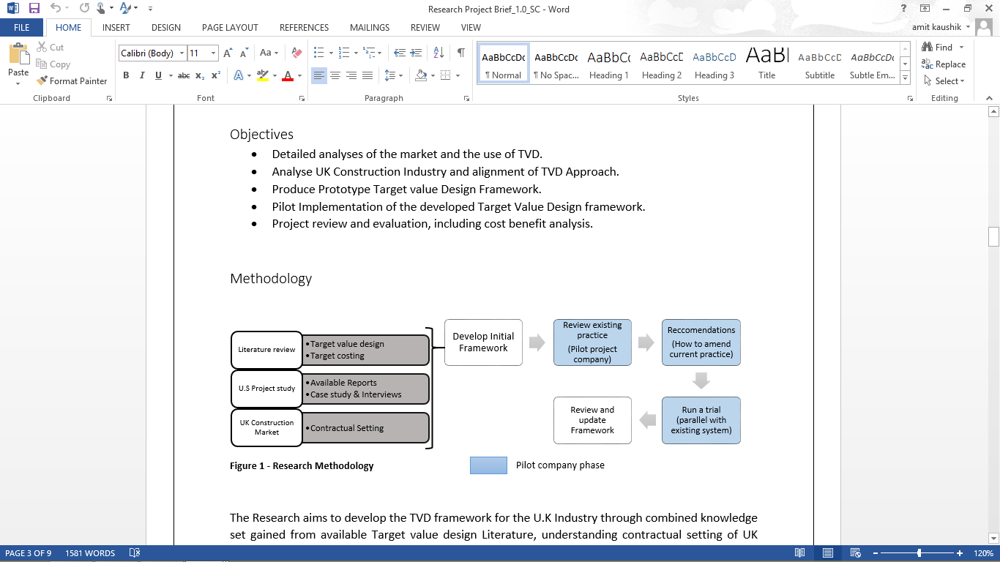 Research Project Brief_1.0_SC - Word
FILE HOME INSERT DESIGN PAGE LAYOUT REFERENCES MAILINGS REVIEW VIEW
amit kaushik
Paste
Cut
Copy
Format Painter
Clipboard
Calibri (Body) 11
Font
Paragraph
AaBbCcDc AaBbCcDc AaBbCc AaBbCcD AaBbCcD AaBl AaBbCcD AaBbCcDc
¶ Normal ¶ No Spac... Heading 1 Heading 2 Heading 3 Title Subtitle Subtle Em...
Styles
Find
Replace
Select
Editing
Objectives
• Detailed analyses of the market and the use of TVD.
• Analyse UK Construction Industry and alignment of TVD Approach.
• Produce Prototype Target value Design Framework.
• Pilot Implementation of the developed Target Value Design framework.
• Project review and evaluation, including cost benefit analysis.
Methodology
Literature review
•Target value design
•Target costing
U.S Project study
•Available Reports
•Case study & Interviews
UK Construction
Market
•Contractual Setting
Develop Initial
Framework
Review existing
practice
(Pilot project
company)
Reccomendations
(How to amend
current practice)
Run a trial
(parallel with
existing system)
Review and
update
Framework
Figure 1 - Research Methodology
Pilot company phase
The Research aims to develop the TVD framework for the U.K Industry through combined knowledge
set gained from available Target value design Literature, understanding contractual setting of UK
PAGE 3 OF 9 1581 WORDS
120%